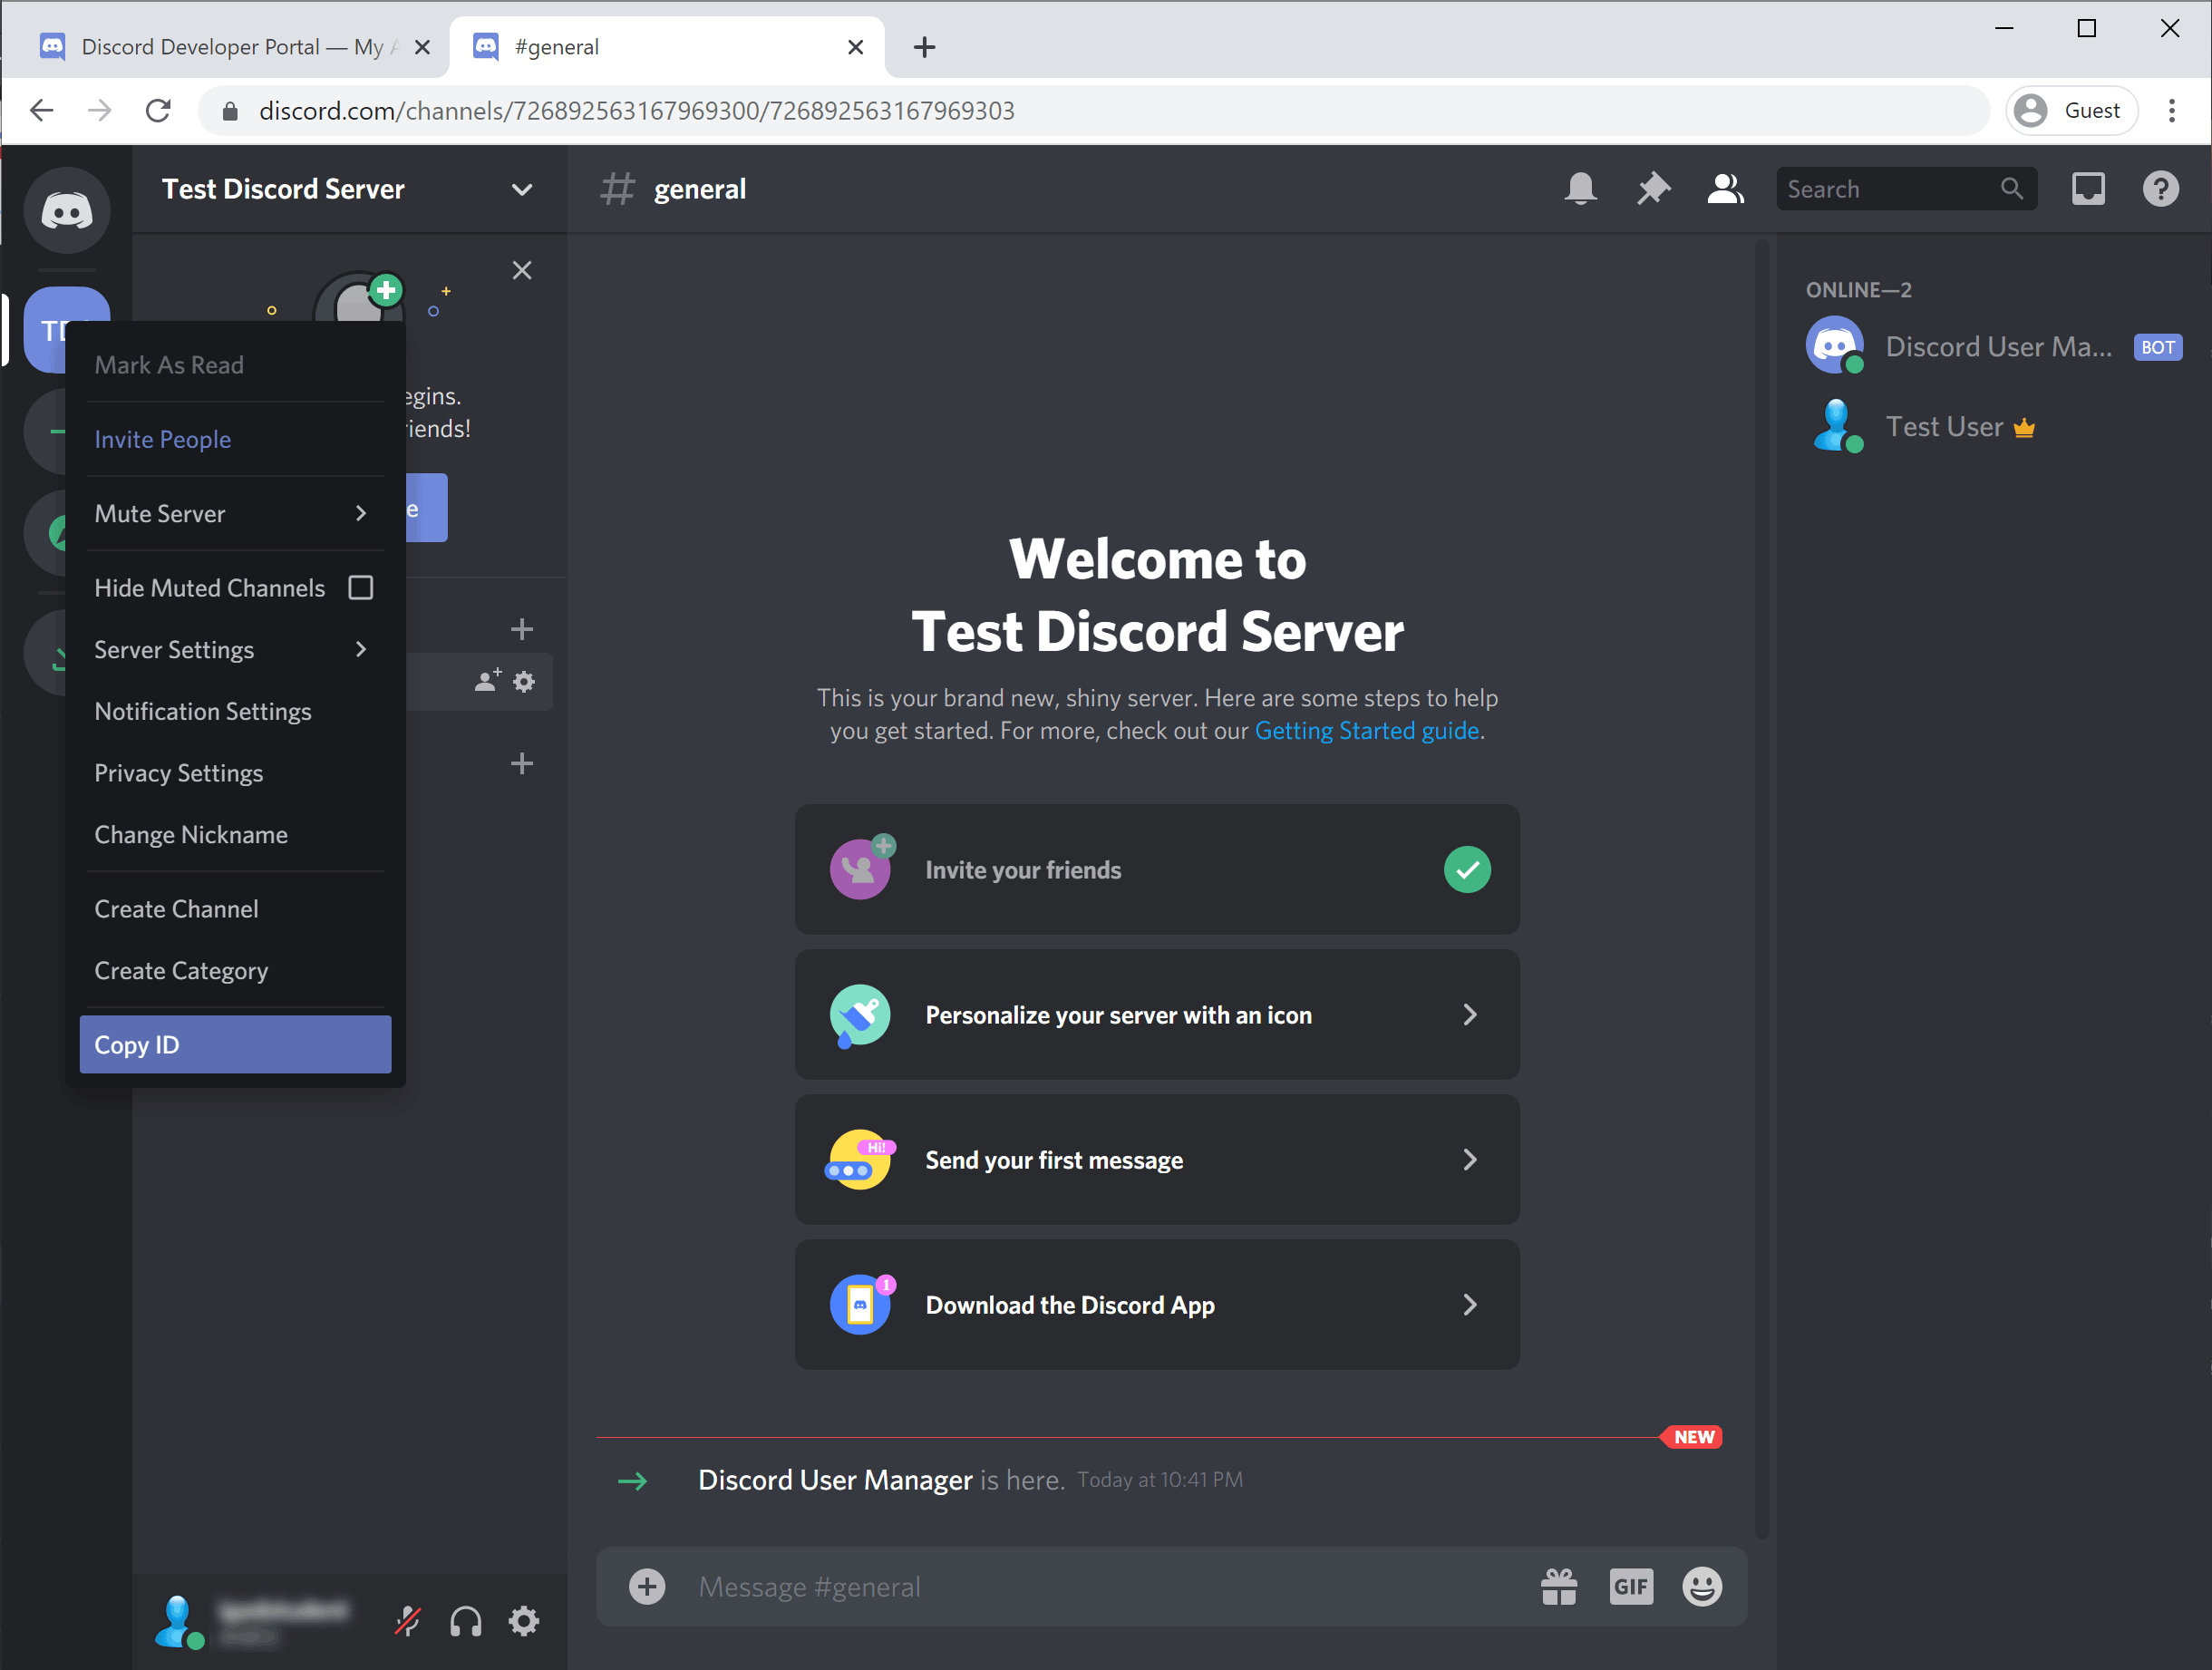 Discord Developer Portal — My A
#general
discord.com/channels/726892563167969300/726892563167969303
Guest
Test Discord Server
general
Search
TD
Mark As Read
Invite People
Mute Server
Hide Muted Channels
Server Settings
Notification Settings
Privacy Settings
Change Nickname
Create Channel
Create Category
Copy ID
egins.
iends!
e
Welcome to
Test Discord Server
This is your brand new, shiny server. Here are some steps to help
you get started. For more, check out our Getting Started guide.
Invite your friends
Personalize your server with an icon
Hi!
Send your first message
1
Download the Discord App
NEW
Discord User Manager is here. Today at 10:41 PM
Message #general
GIF
ONLINE—2
Discord User Ma... BOT
Test User